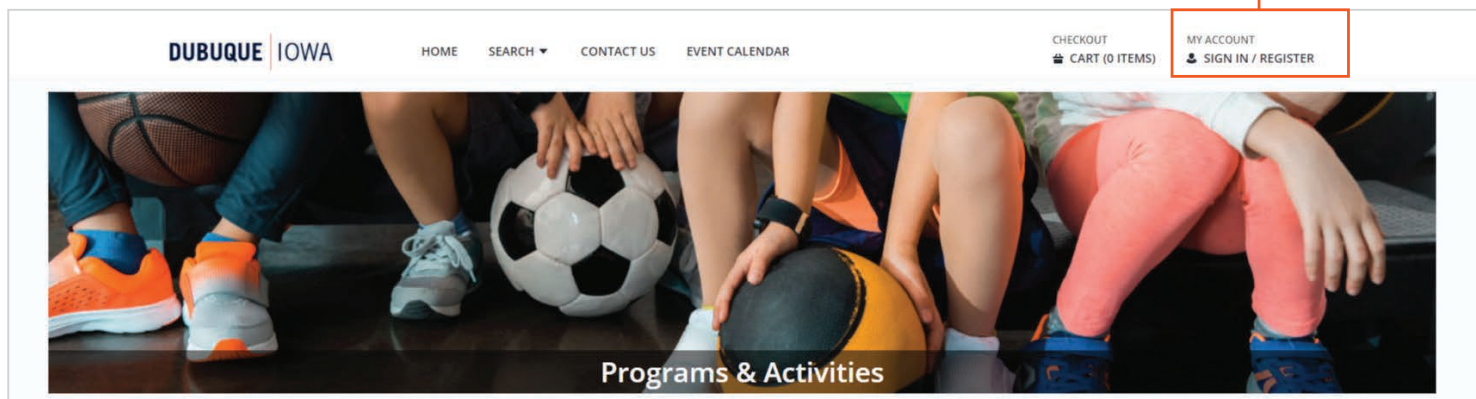 DUBUQUE IOWA
HOME SEARCH CONTACT US EVENT CALENDAR
CHECKOUT
CART (0 ITEMS)
MY ACCOUNT
SIGN IN / REGISTER
Programs & Activities